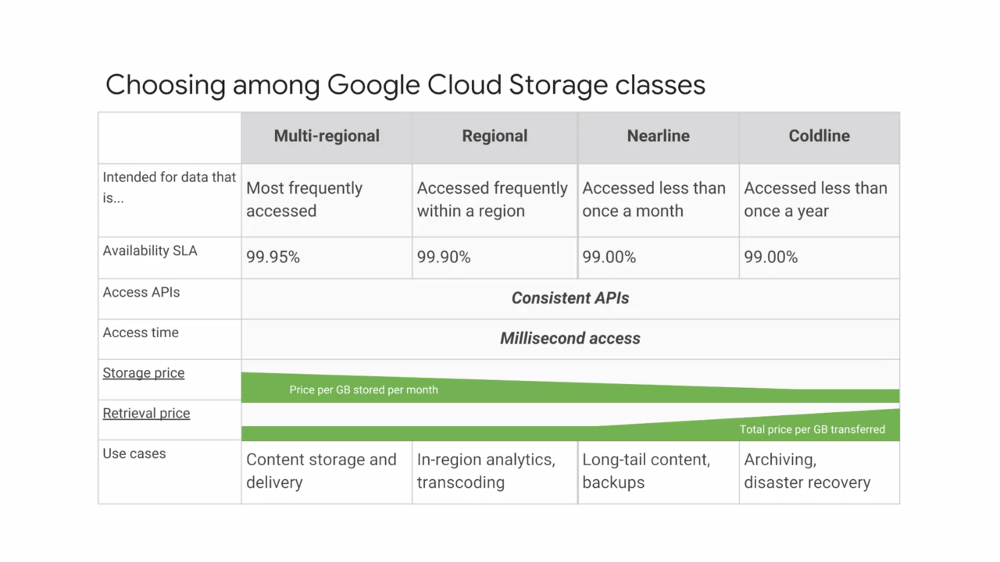 Choosing among Google Cloud Storage classes
Multi-regional
Regional
Nearline
Coldline
Intended for data that
is...
Most frequently
accessed
Accessed frequently
within a region
Accessed less than
once a month
Accessed less than
once a year
Availability SLA
99.95%
99.90%
99.00%
99.00%
Access APIs
Consistent APIs
Access time
Millisecond access
Storage price
Price per GB stored per month
Retrieval price
Total price per GB transferred
Use cases
Content storage and
delivery
In-region analytics,
transcoding
Long-tail content,
backups
Archiving,
disaster recovery